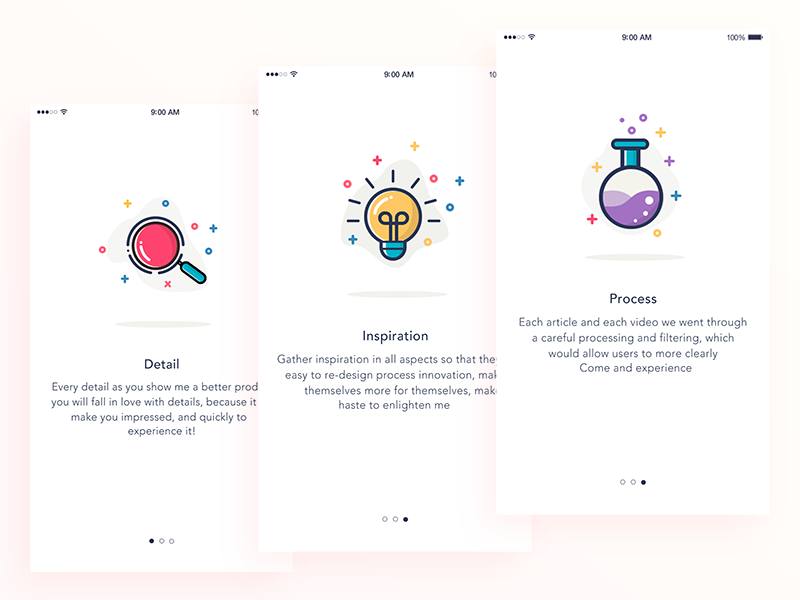 9:00 AM
Detail
Every detail as you show me a better prod
you will fall in love with details, because it
make you impressed, and quickly to
experience it!
9:00 AM
Inspiration
Gather inspiration in all aspects so that the
easy to re-design process innovation, mak
themselves more for themselves, make
haste to enlighten me
9:00 AM 100%
Process
Each article and each video we went through
a careful processing and filtering, which
would allow users to more clearly
Come and experience